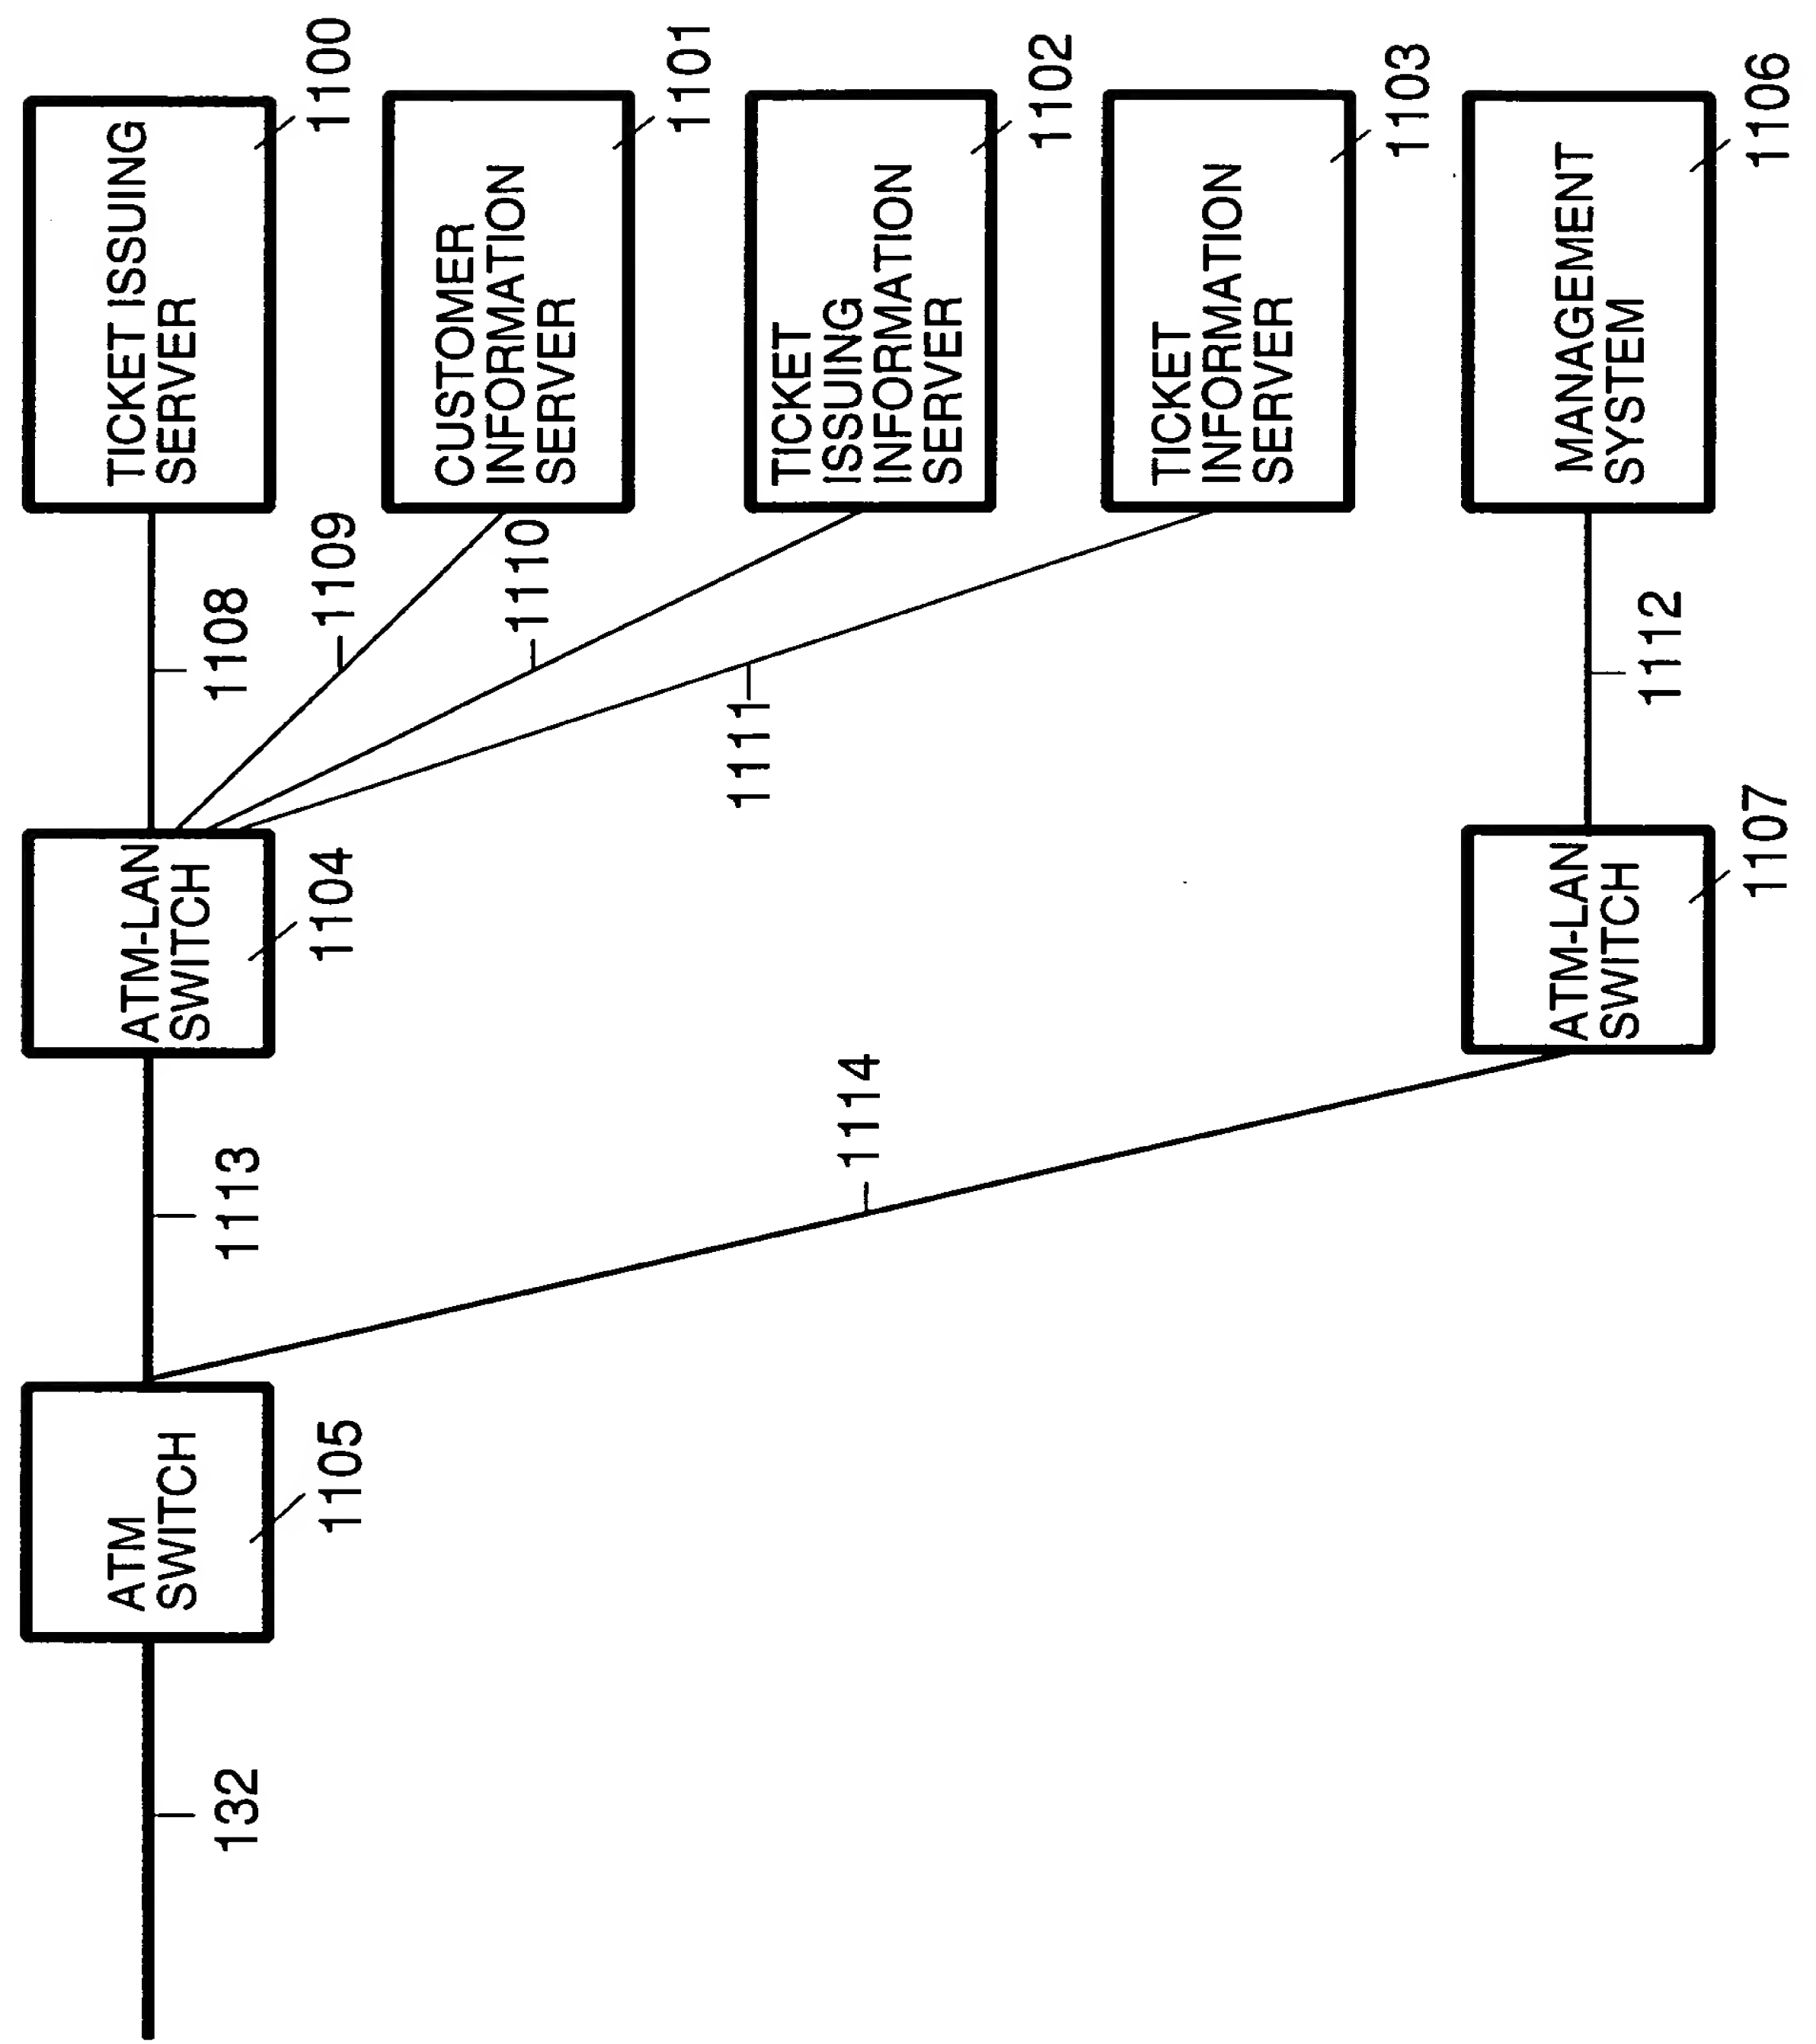 TICKET ISSUING
SERVER
1100
CUSTOMER
INFORMATION
SERVER
1101
TICKET
ISSUING
INFORMATION
SERVER
1102
TICKET
INFORMATION
SERVER
1103
MANAGEMENT
SYSTEM
1106
1108
1109
1110
1111
1112
ATM-LAN
SWITCH
1104
ATM-LAN
SWITCH
1107
1113
1114
ATM
SWITCH
1105
132